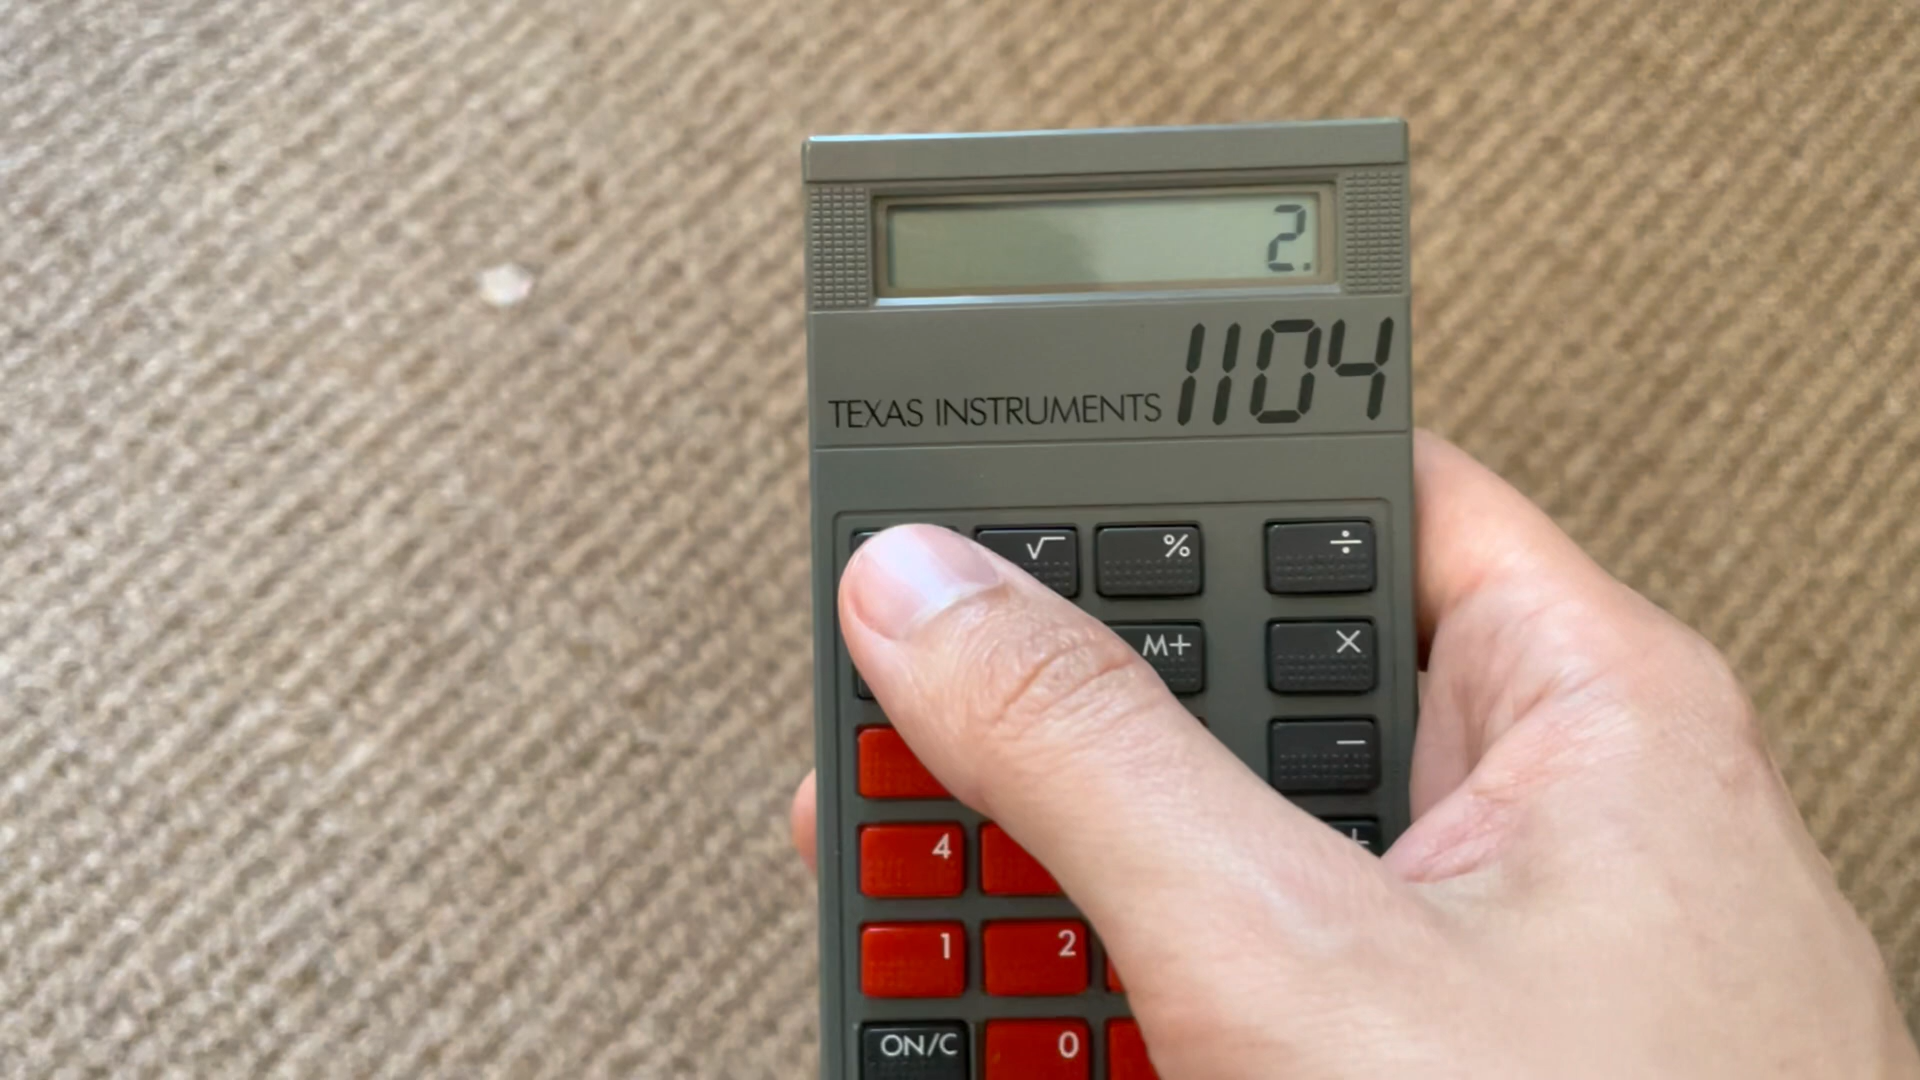 2.
TEXAS INSTRUMENTS 1104
√ % ÷
M+ ×
−
4
1 2
ON/C 0